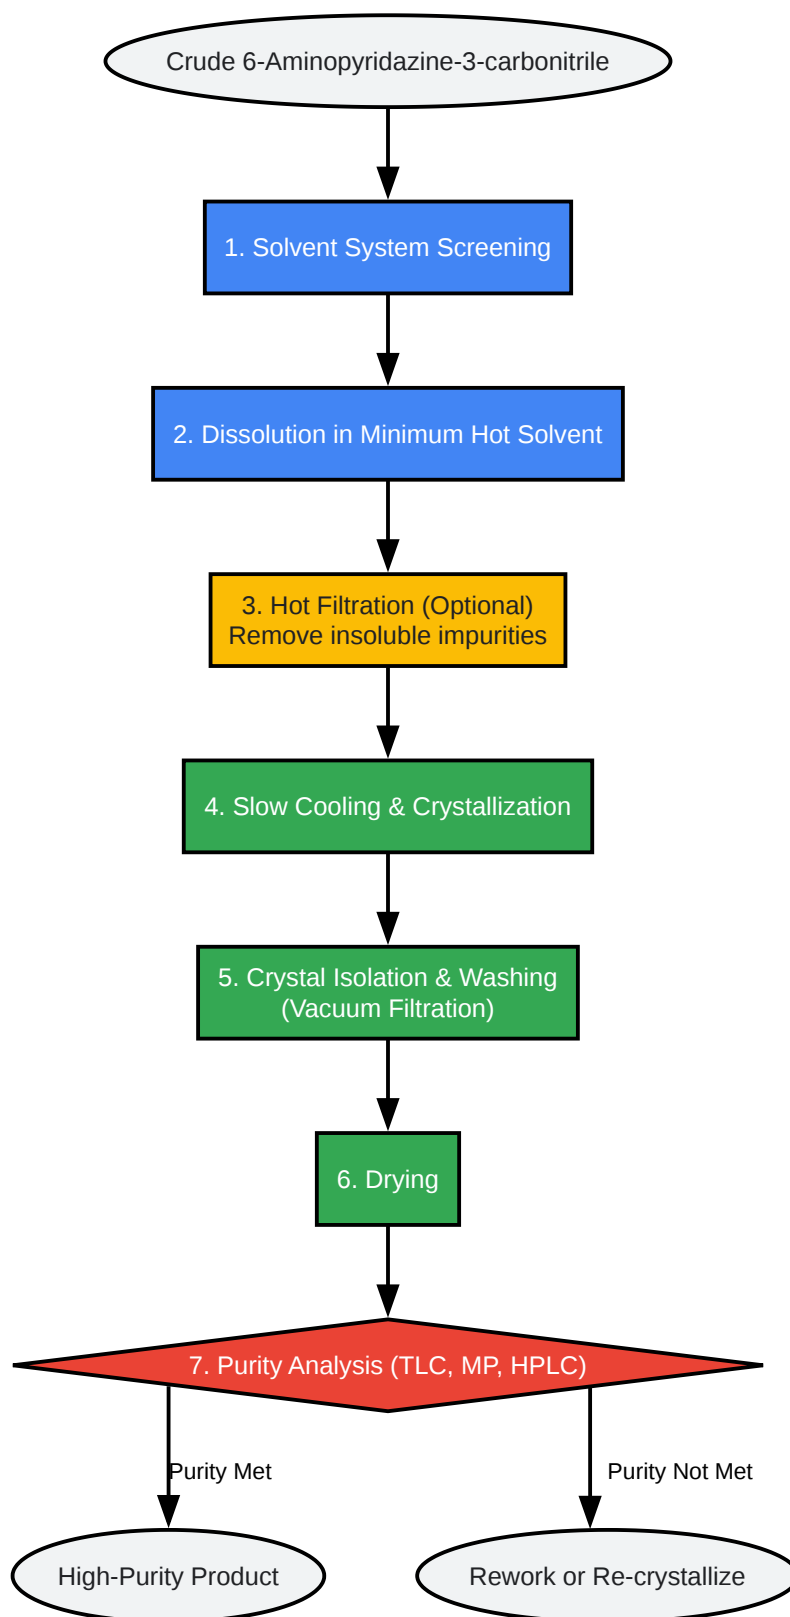 Crude 6-Aminopyridazine-3-carbonitrile
1. Solvent System Screening
2. Dissolution in Minimum Hot Solvent
3. Hot Filtration (Optional)
Remove insoluble impurities
4. Slow Cooling & Crystallization
5. Crystal Isolation & Washing
(Vacuum Filtration)
6. Drying
7. Purity Analysis (TLC, MP, HPLC)
Purity Met
Purity Not Met
High-Purity Product
Rework or Re-crystallize